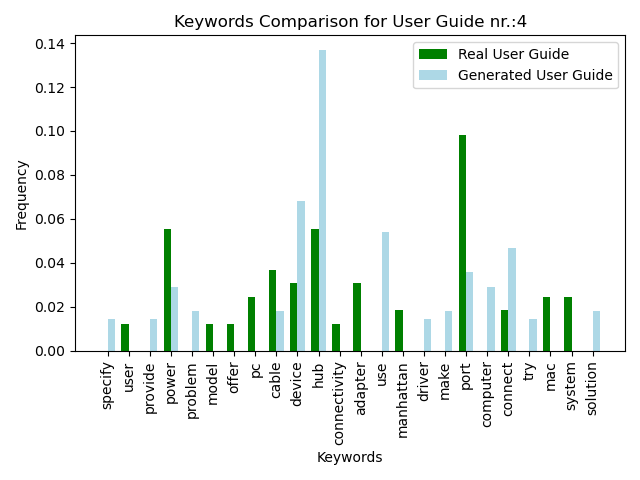 Keywords Comparison for User Guide nr.:4
Real User Guide
Generated User Guide
0.14
0.12
0.10
0.08
0.06
0.04
0.02
0.00
Frequency
specify
user
provide
power
problem
model
offer
pc
cable
device
hub
connectivity
adapter
use
manhattan
driver
make
port
computer
connect
try
mac
system
solution
Keywords